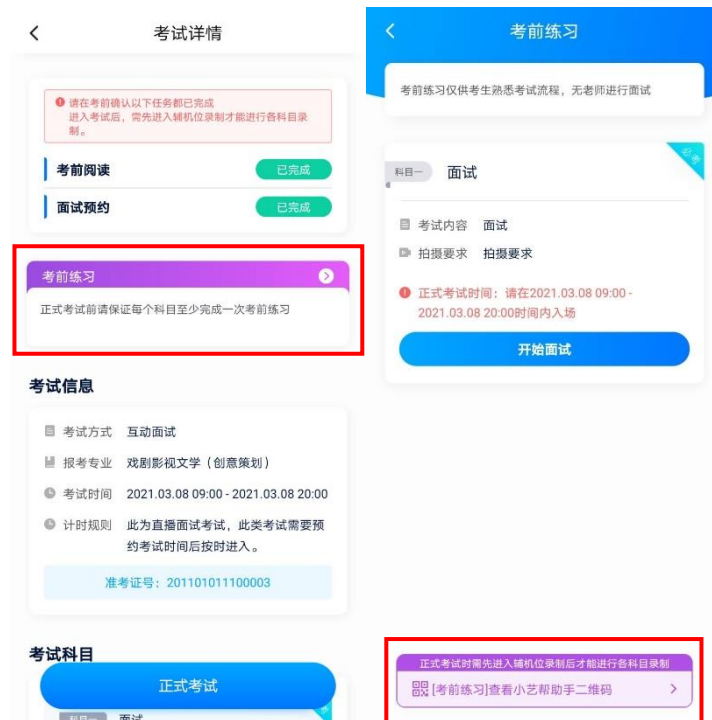 考试详情
请在考前确认以下任务都已完成
进入考试后，需先进入辅机位录制才能进行各科目录
制。
考前阅读
已完成
面试预约
已完成
考前练习
正式考试前请保证每个科目至少完成一次考前练习
考试信息
考试方式 互动面试
报考专业 戏剧影视文学（创意策划）
考试时间 2021.03.08 09:00 - 2021.03.08 20:00
计时规则 此为直播面试考试，此类考试需要预
约考试时间后按时进入。
准考证号：201101011100003
考试科目
正式考试
科目一 面试
考前练习
考前练习仅供考生熟悉考试流程，无老师进行面试
必考
科目一 面试
考试内容 面试
拍摄要求 拍摄要求
正式考试时间：请在2021.03.08 09:00 -
2021.03.08 20:00时间内入场
开始面试
正式考试时需先进入辅机位录制后才能进行各科目录制
[考前练习]查看小艺帮助手二维码